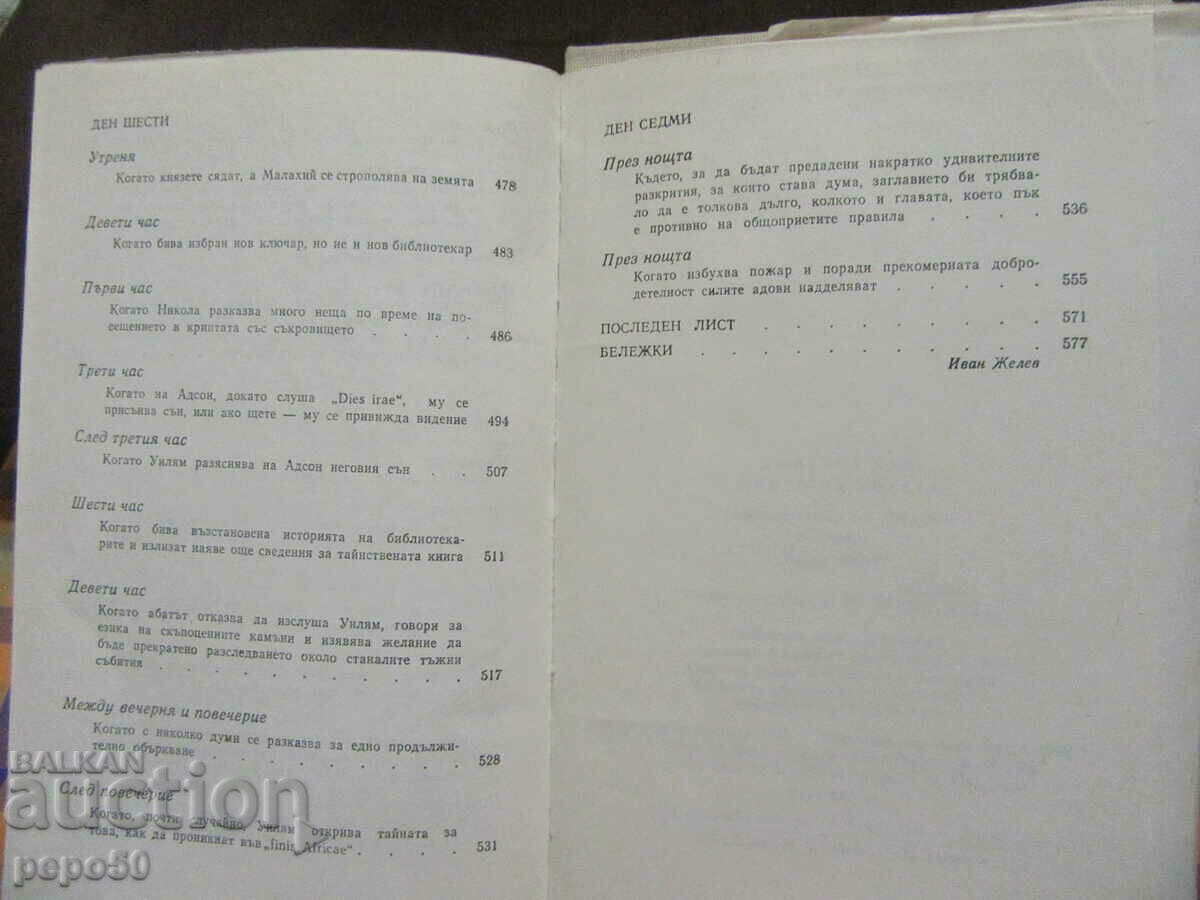 ДЕН ШЕСТИ
Утреня
Когато князете сядат, а Малахий се строполява на земята 478
Девети час
Когато бива избран нов ключар, но не и нов библиотекар 483
Първи час
Когато Никола разказва много неща по време на по-
сещението в криптата със съкровището . . . . 486
Трети час
Когато на Адсон, докато слуша „Dies irae“, му се
присънва сън, или ако щете — му се привижда видение 494
След третия час
Когато Уилям разяснява на Адсон неговия сън . . 507
Шести час
Когато бива възстановена историята на библиотека-
рите и излизат наяве още сведения за тайнствената книга 511
Девети час
Когато абатът отказва да изслуша Уилям, говори за
езика на скъпоценните камъни и изявява желание да
бъде прекратено разследването около станалите тъжни
събития . . . . . . . . . . . 517
Между вечерня и повечерие
Когато с няколко думи се разказва за едно продължи-
телно объркване . . . . . . . . . 528
След повечерие
Когато, почти случайно, Уилям открива тайната за
това, как да проникнат във „finis Africae“ . . . . 531
ДЕН СЕДМИ
През нощта
Където, за да бъдат предадени накратко удивителните
разкрития, за които става дума, заглавието би трябва-
ло да е толкова дълго, колкото и главата, което пък
е противно на общоприетите правила . . . . 536
През нощта
Когато избухва пожар и поради прекомерната добро-
детелност силите адови надделяват . . . . . 555
ПОСЛЕДЕН ЛИСТ . . . . . . . . . 571
БЕЛЕЖКИ . . . . . . . . . . . 577
Иван Желев
BALKAN
auction
pepo50